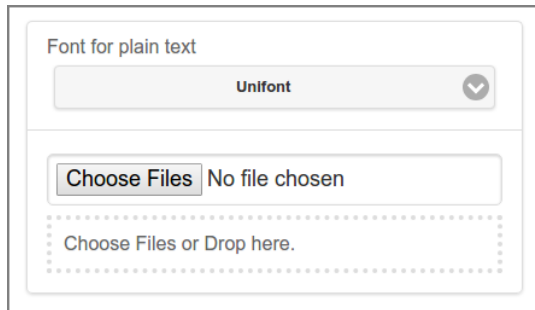 Font for plain text
Unifont
Choose Files No file chosen
Choose Files or Drop here.